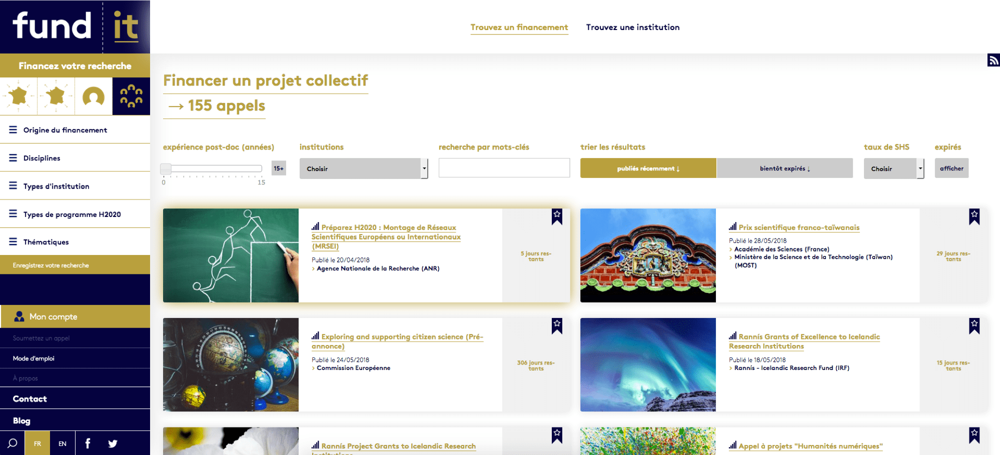 fund it
Financez votre recherche
Origine du financement
Disciplines
Types d'institution
Types de programme H2020
Thématiques
Enregistrez votre recherche
Mon compte
Soumettez un appel
Mode d'emploi
À propos
Contact
Blog
FR
EN
Trouvez un financement
Trouvez une institution
Financer un projet collectif
→ 155 appels
expérience post-doc (années)
15+
0
15
institutions
Choisir
recherche par mots-clés
trier les résultats
publiés récemment ↓
bientôt expirés ↓
taux de SHS
Choisir
expirés
afficher
Préparez H2020 : Montage de Réseaux
Scientifiques Européens ou Internationaux
(MRSEI)
Publié le 20/04/2018
Agence Nationale de la Recherche (ANR)
5 jours res-
tants
Prix scientifique franco-taïwanais
Publié le 28/05/2018
Académie des Sciences (France)
Ministère de la Science et de la Technologie (Taïwan)
(MOST)
29 jours res-
tants
Exploring and supporting citizen science (Pré-
annonce)
Publié le 24/05/2018
Commission Européenne
306 jours res-
tants
Rannís Grants of Excellence to Icelandic
Research Institutions
Publié le 18/05/2018
Rannís - Icelandic Research Fund (IRF)
15 jours res-
tants
Rannís Project Grants to Icelandic Research
Institutions
Appel à projets "Humanités numériques"